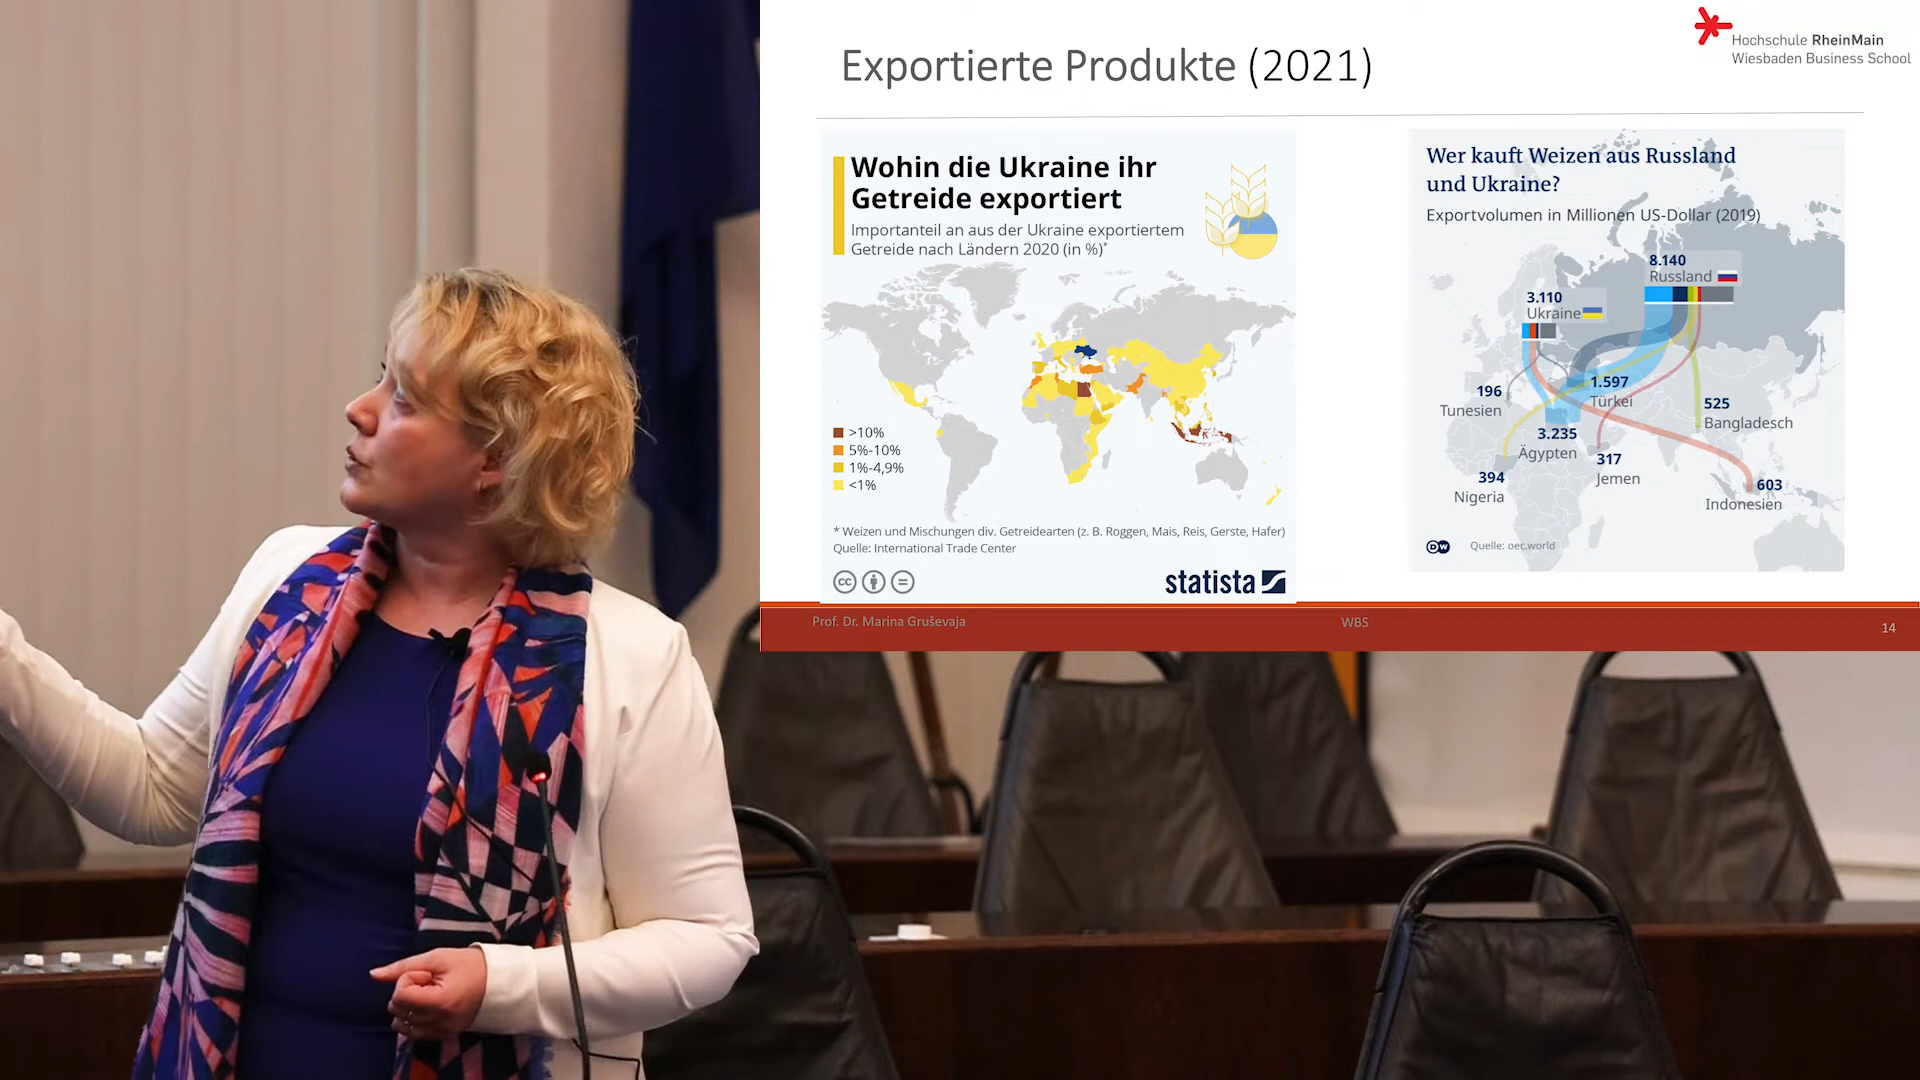 Exportierte Produkte (2021)
Hochschule RheinMain
Wiesbaden Business School
Wohin die Ukraine ihr
Getreide exportiert
Importanteil an aus der Ukraine exportiertem
Getreide nach Ländern 2020 (in %)*
>10%
5%-10%
1%-4,9%
<1%
* Weizen und Mischungen div. Getreidearten (z. B. Roggen, Mais, Reis, Gerste, Hafer)
Quelle: International Trade Center
cc
statista
Wer kauft Weizen aus Russland
und Ukraine?
Exportvolumen in Millionen US-Dollar (2019)
8.140
Russland
3.110
Ukraine
196
Tunesien
1.597
Türkei
525
Bangladesch
3.235
Ägypten
317
Jemen
394
Nigeria
603
Indonesien
DW
Quelle: oec.world
Prof. Dr. Marina Gruševaja
WBS
14